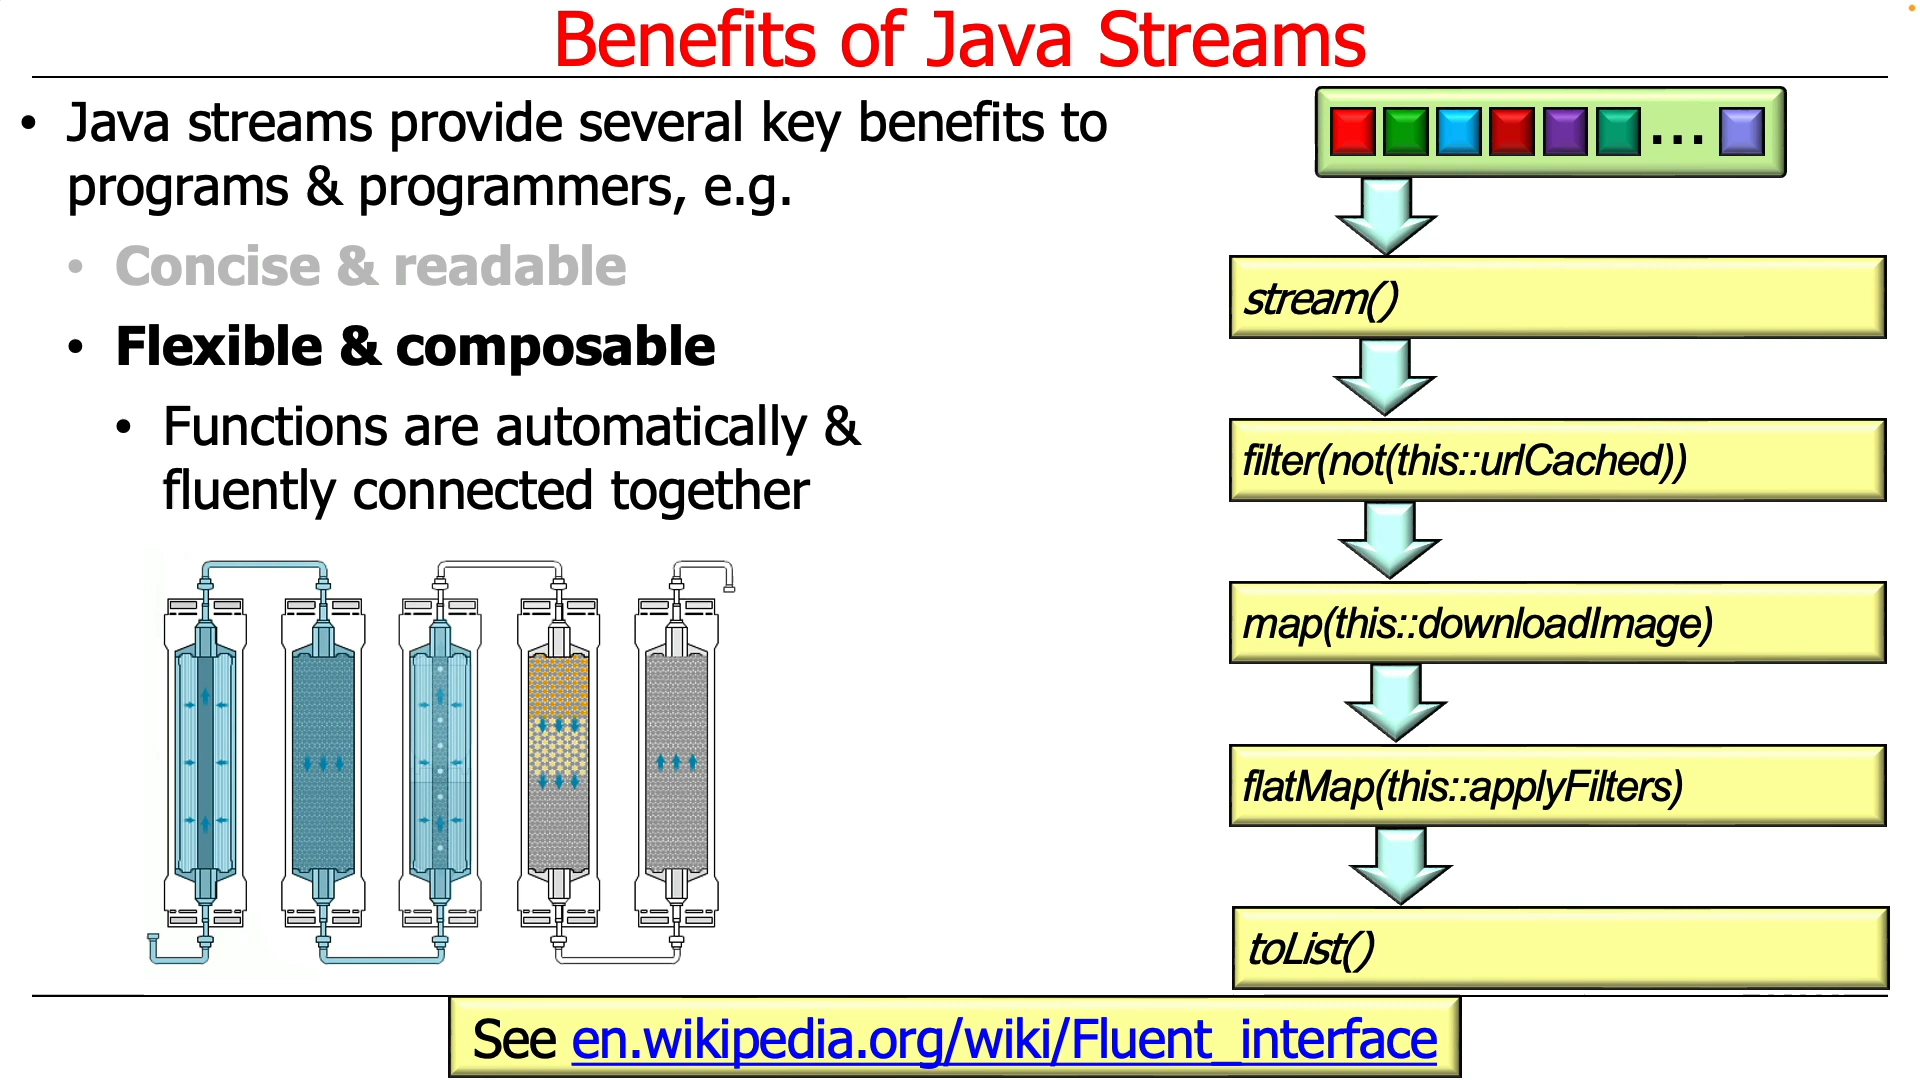 Benefits of Java Streams
• Java streams provide several key benefits to
programs & programmers, e.g.
• Concise & readable
• Flexible & composable
• Functions are automatically &
fluently connected together
...
stream()
filter(not(this::urlCached))
map(this::downloadImage)
flatMap(this::applyFilters)
toList()
See en.wikipedia.org/wiki/Fluent_interface